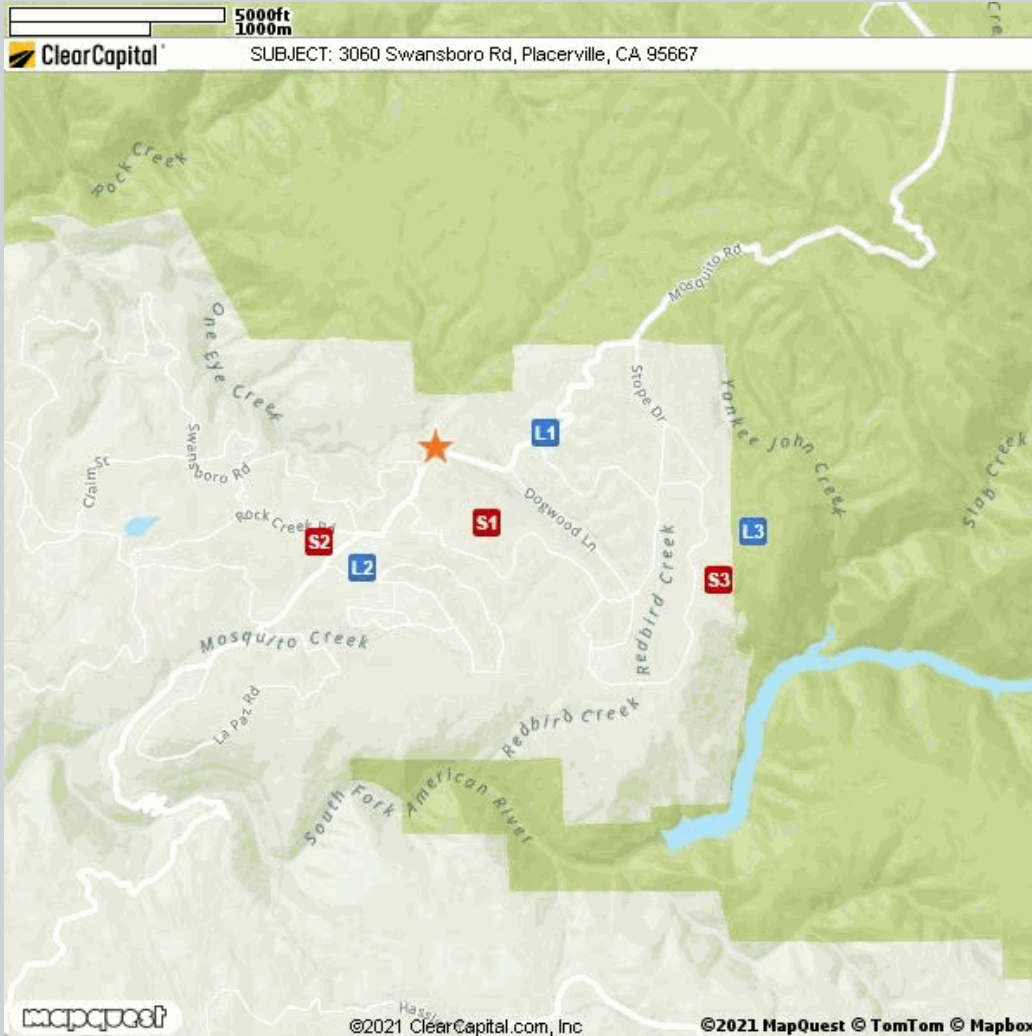 5000ft
1000m
ClearCapital
SUBJECT: 3060 Swansboro Rd, Placerville, CA 95667
Cre
Rock Creek
Mosquito Rd
One Eye Creek
Stope Dr
Yankee John Creek
Swansboro Rd
Claim St
L1
Slab Creek
Dogwood Ln
Rock Creek Rd
S1
S2
L3
L2
Redbird Creek
S3
Mosquito Creek
La Paz Rd
Redbird Creek
South Fork American River
mapquest
Hassl
©2021 ClearCapital.com, Inc
©2021 MapQuest © TomTom © Mapbox